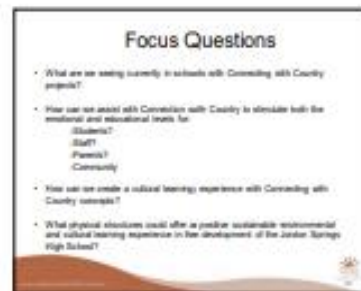 Focus Questions
• What are we seeing currently in schools with Connecting with Country
projects?
• How can we assist with Connection with Country to stimulate both the
emotional and educational levels for:
-Students?
-Staff?
-Parents?
-Community
• How can we create a cultural learning experience with Connecting with
Country concepts?
• What physical structures could offer a positive sustainable environmental
and cultural learning experience in the development of the Jordan Springs
High School?